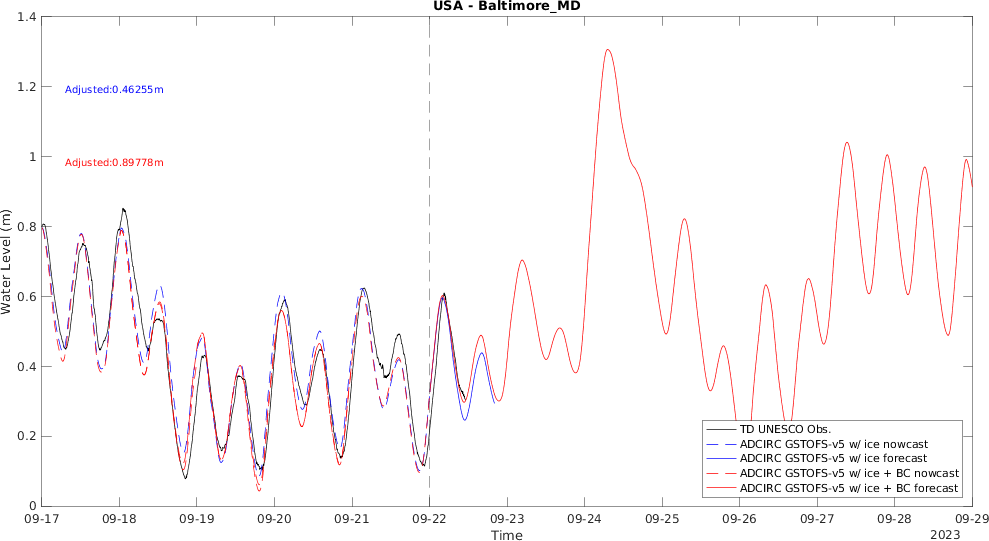 USA - Baltimore_MD
1.4
1.2
1
0.8
0.6
0.4
0.2
0
Water Level (m)
Adjusted:0.46255m
Adjusted:0.89778m
TD UNESCO Obs.
ADCIRC GSTOFS-v5 w/ ice nowcast
ADCIRC GSTOFS-v5 w/ ice forecast
ADCIRC GSTOFS-v5 w/ ice + BC nowcast
ADCIRC GSTOFS-v5 w/ ice + BC forecast
09-17 09-18 09-19 09-20 09-21 09-22 09-23 09-24 09-25 09-26 09-27 09-28 09-29
Time
2023